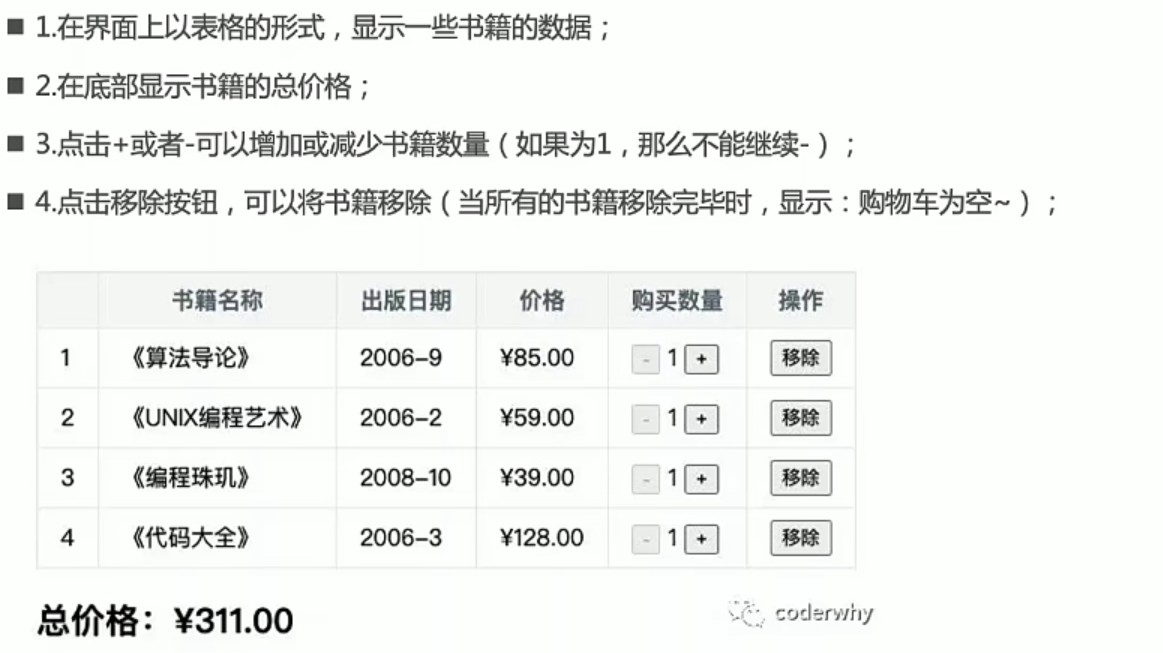 ■ 1.在界面上以表格的形式，显示一些书籍的数据；
■ 2.在底部显示书籍的总价格；
■ 3.点击+或者-可以增加或减少书籍数量（如果为1，那么不能继续-）；
■ 4.点击移除按钮，可以将书籍移除（当所有的书籍移除完毕时，显示：购物车为空~）；
书籍名称 出版日期 价格 购买数量 操作
1 《算法导论》 2006-9 ¥85.00 - 1 + 移除
2 《UNIX编程艺术》 2006-2 ¥59.00 - 1 + 移除
3 《编程珠玑》 2008-10 ¥39.00 - 1 + 移除
4 《代码大全》 2006-3 ¥128.00 - 1 + 移除
总价格：¥311.00
coderwhy